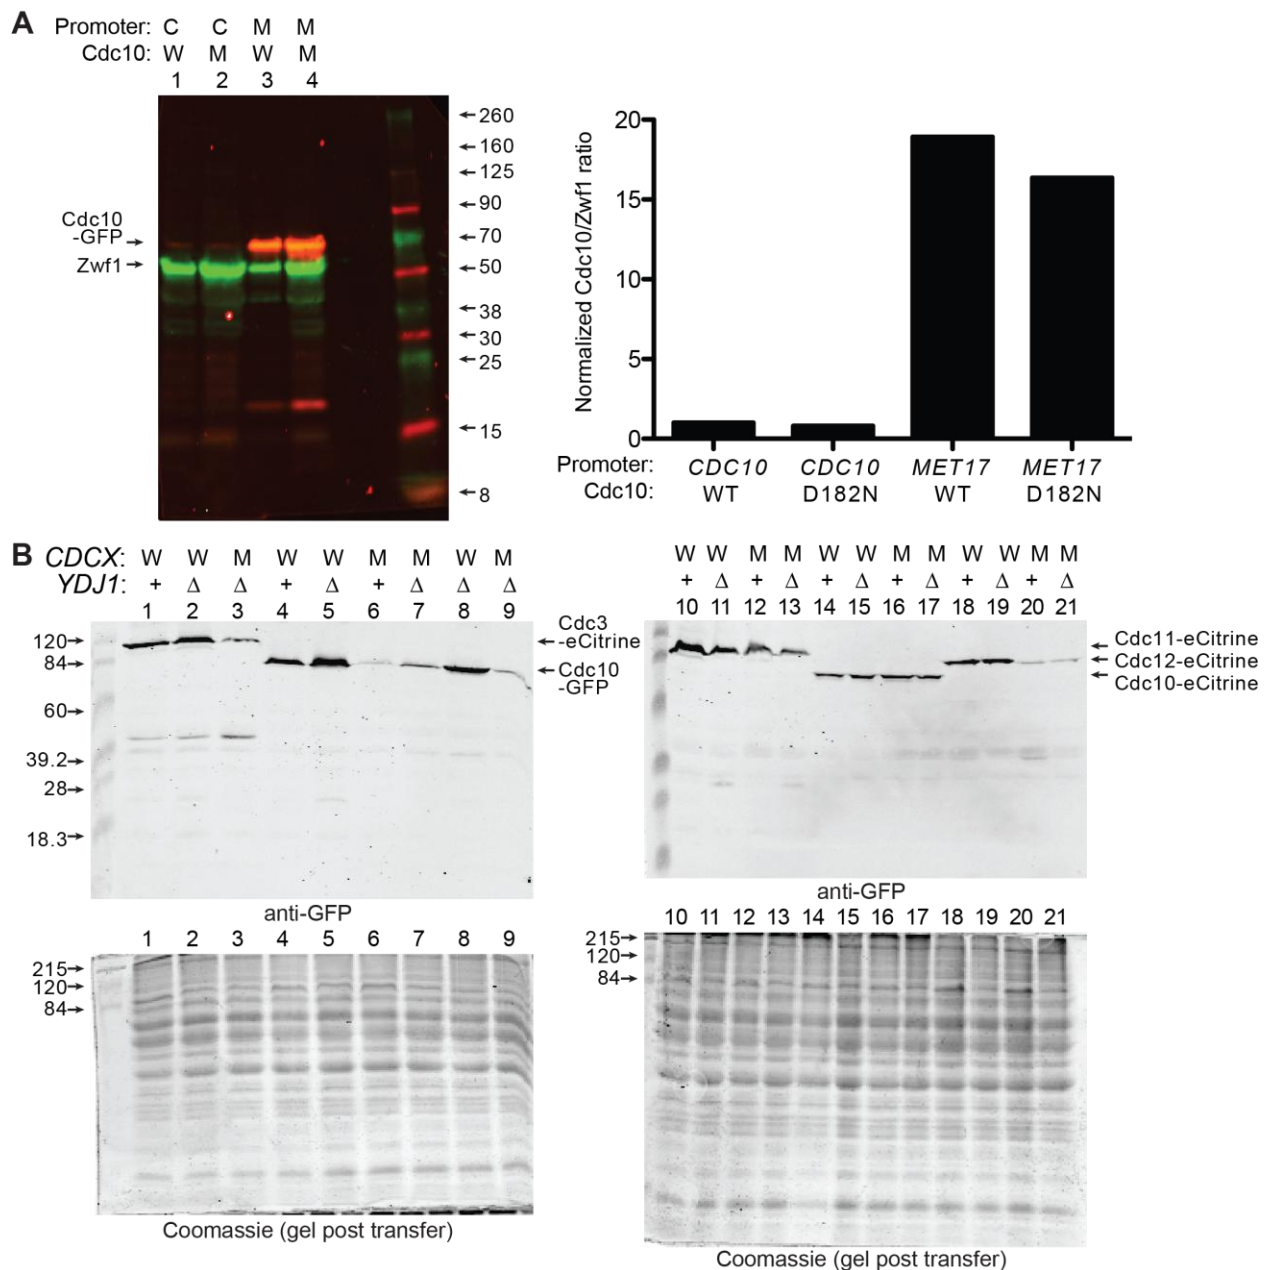 A
Promoter: C C M M
Cdc10: W M W M
1 2 3 4
Cdc10
-GFP →
Zwf1 →
←260
←160
←125
←90
←70
←50
←38
←30
←25
←15
←8
Normalized Cdc10/Zwf1 ratio
20
15
10
5
0
Promoter: CDC10 CDC10 MET17 MET17
Cdc10: WT D182N WT D182N
B
CDCX: W W M W W M M W M
YDJ1: + Δ Δ + Δ + Δ Δ Δ
1 2 3 4 5 6 7 8 9
120→
84→
60→
39.2→
28→
18.3→
Cdc3
←-eCitrine
←Cdc10
-GFP
anti-GFP
1 2 3 4 5 6 7 8 9
215→
120→
84→
Coomassie (gel post transfer)
W W M M W W M M W W M M
+ Δ + Δ + Δ + Δ + Δ + Δ
10 11 12 13 14 15 16 17 18 19 20 21
← Cdc11-eCitrine
← Cdc12-eCitrine
← Cdc10-eCitrine
anti-GFP
10 11 12 13 14 15 16 17 18 19 20 21
215→
120→
84→
Coomassie (gel post transfer)